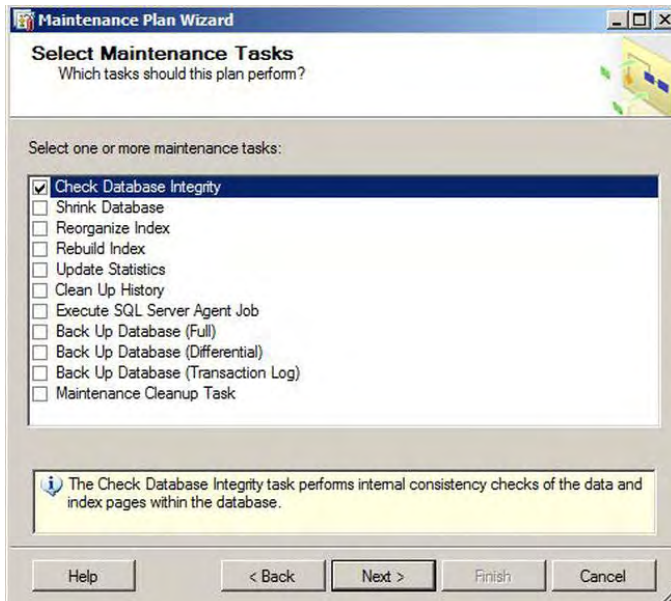 Maintenance Plan Wizard
Select Maintenance Tasks
Which tasks should this plan perform?
Select one or more maintenance tasks:
Check Database Integrity
Shrink Database
Reorganize Index
Rebuild Index
Update Statistics
Clean Up History
Execute SQL Server Agent Job
Back Up Database (Full)
Back Up Database (Differential)
Back Up Database (Transaction Log)
Maintenance Cleanup Task
The Check Database Integrity task performs internal consistency checks of the data and
index pages within the database.
Help < Back Next > Finish Cancel